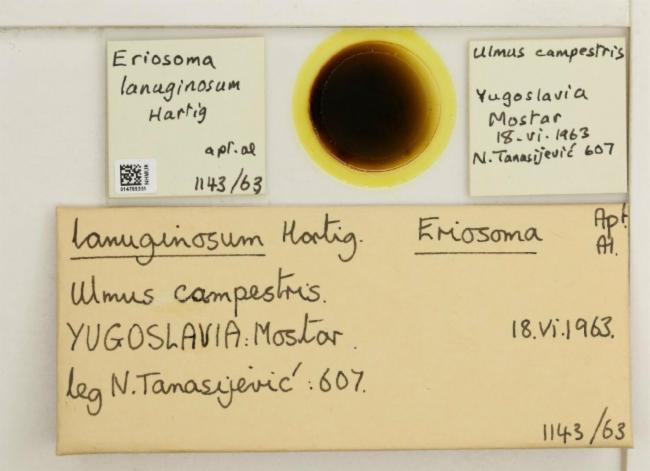 Eriosoma
lanuginosum
Hartig
apt. al
1143/63
NHMUK
Ulmus campestris
Yugoslavia
Mostar
18.vi.1963
N.Tanasijević 607
lanuginosum Hartig. Eriosoma Apt.
Al.
Ulmus campestris.
YUGOSLAVIA: Mostar. 18.vi.1963.
leg N.Tanasijević: 607.
1143/63